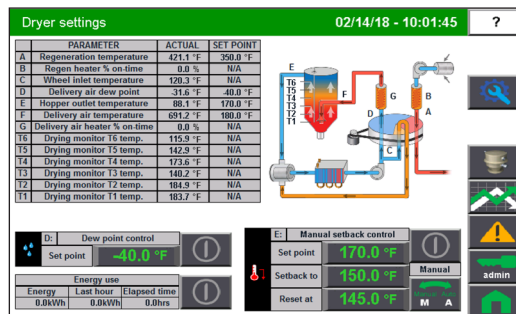 Dryer settings 02/14/18 - 10:01:45 ?
PARAMETER ACTUAL SET POINT
A Regeneration temperature 421.1 °F 350.0 °F
B Regen heater % on-time 0.0 % N/A
C Wheel inlet temperature 120.3 °F N/A
D Delivery air dew point -31.6 °F -40.0 °F
E Hopper outlet temperature 88.1 °F 170.0 °F
F Delivery air temperature 691.2 °F 180.0 °F
G Delivery air heater % on-time 0.0 % N/A
T6 Drying monitor T6 temp. 115.9 °F N/A
T5 Drying monitor T5 temp. 142.9 °F N/A
T4 Drying monitor T4 temp. 173.6 °F N/A
T3 Drying monitor T3 temp. 140.2 °F N/A
T2 Drying monitor T2 temp. 184.9 °F N/A
T1 Drying monitor T1 temp. 183.7 °F N/A
E
T6
T5
T4
T3
T2
T1
F
G
B
D
A
C
D: Dew point control
Set point -40.0 °F
Energy use
Energy Last hour Elapsed time
0.0kWh 0.0kWh 0.0hrs
E: Manual setback control
Set point 170.0 °F
Setback to 150.0 °F
Reset at 145.0 °F
Manual
Manual Auto
M A
admin